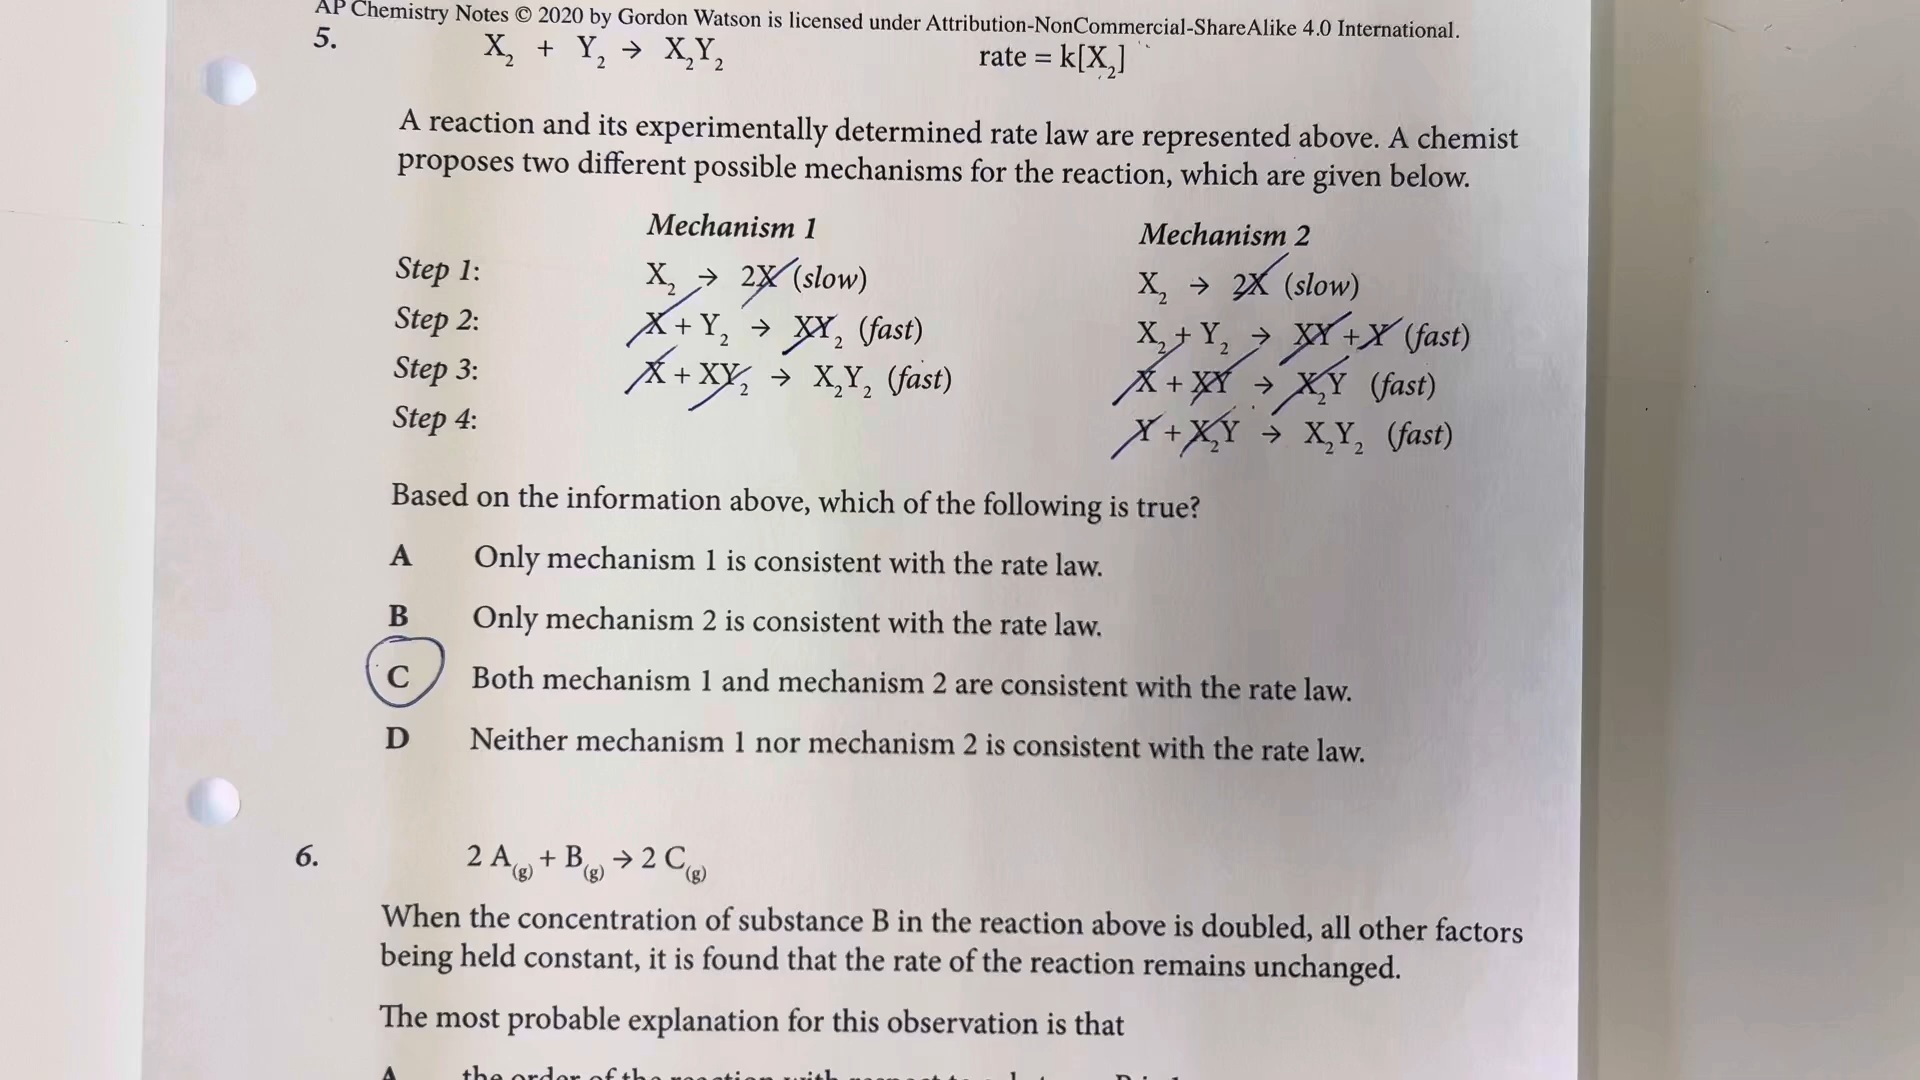 AP Chemistry Notes © 2020 by Gordon Watson is licensed under Attribution-NonCommercial-ShareAlike 4.0 International.
5. X₂ + Y₂ → X₂Y₂ rate = k[X₂]
A reaction and its experimentally determined rate law are represented above. A chemist
proposes two different possible mechanisms for the reaction, which are given below.
Mechanism 1 Mechanism 2
Step 1: X₂ → 2X (slow) X₂ → 2X (slow)
Step 2: X + Y₂ → XY₂ (fast) X₂ + Y₂ → XY + Y (fast)
Step 3: X + XY₂ → X₂Y₂ (fast) X + XY → X₂Y (fast)
Step 4: Y + X₂Y → X₂Y₂ (fast)
Based on the information above, which of the following is true?
A Only mechanism 1 is consistent with the rate law.
B Only mechanism 2 is consistent with the rate law.
C Both mechanism 1 and mechanism 2 are consistent with the rate law.
D Neither mechanism 1 nor mechanism 2 is consistent with the rate law.
6. 2 A(g) + B(g) → 2 C(g)
When the concentration of substance B in the reaction above is doubled, all other factors
being held constant, it is found that the rate of the reaction remains unchanged.
The most probable explanation for this observation is that
A the order of the reaction with respect to